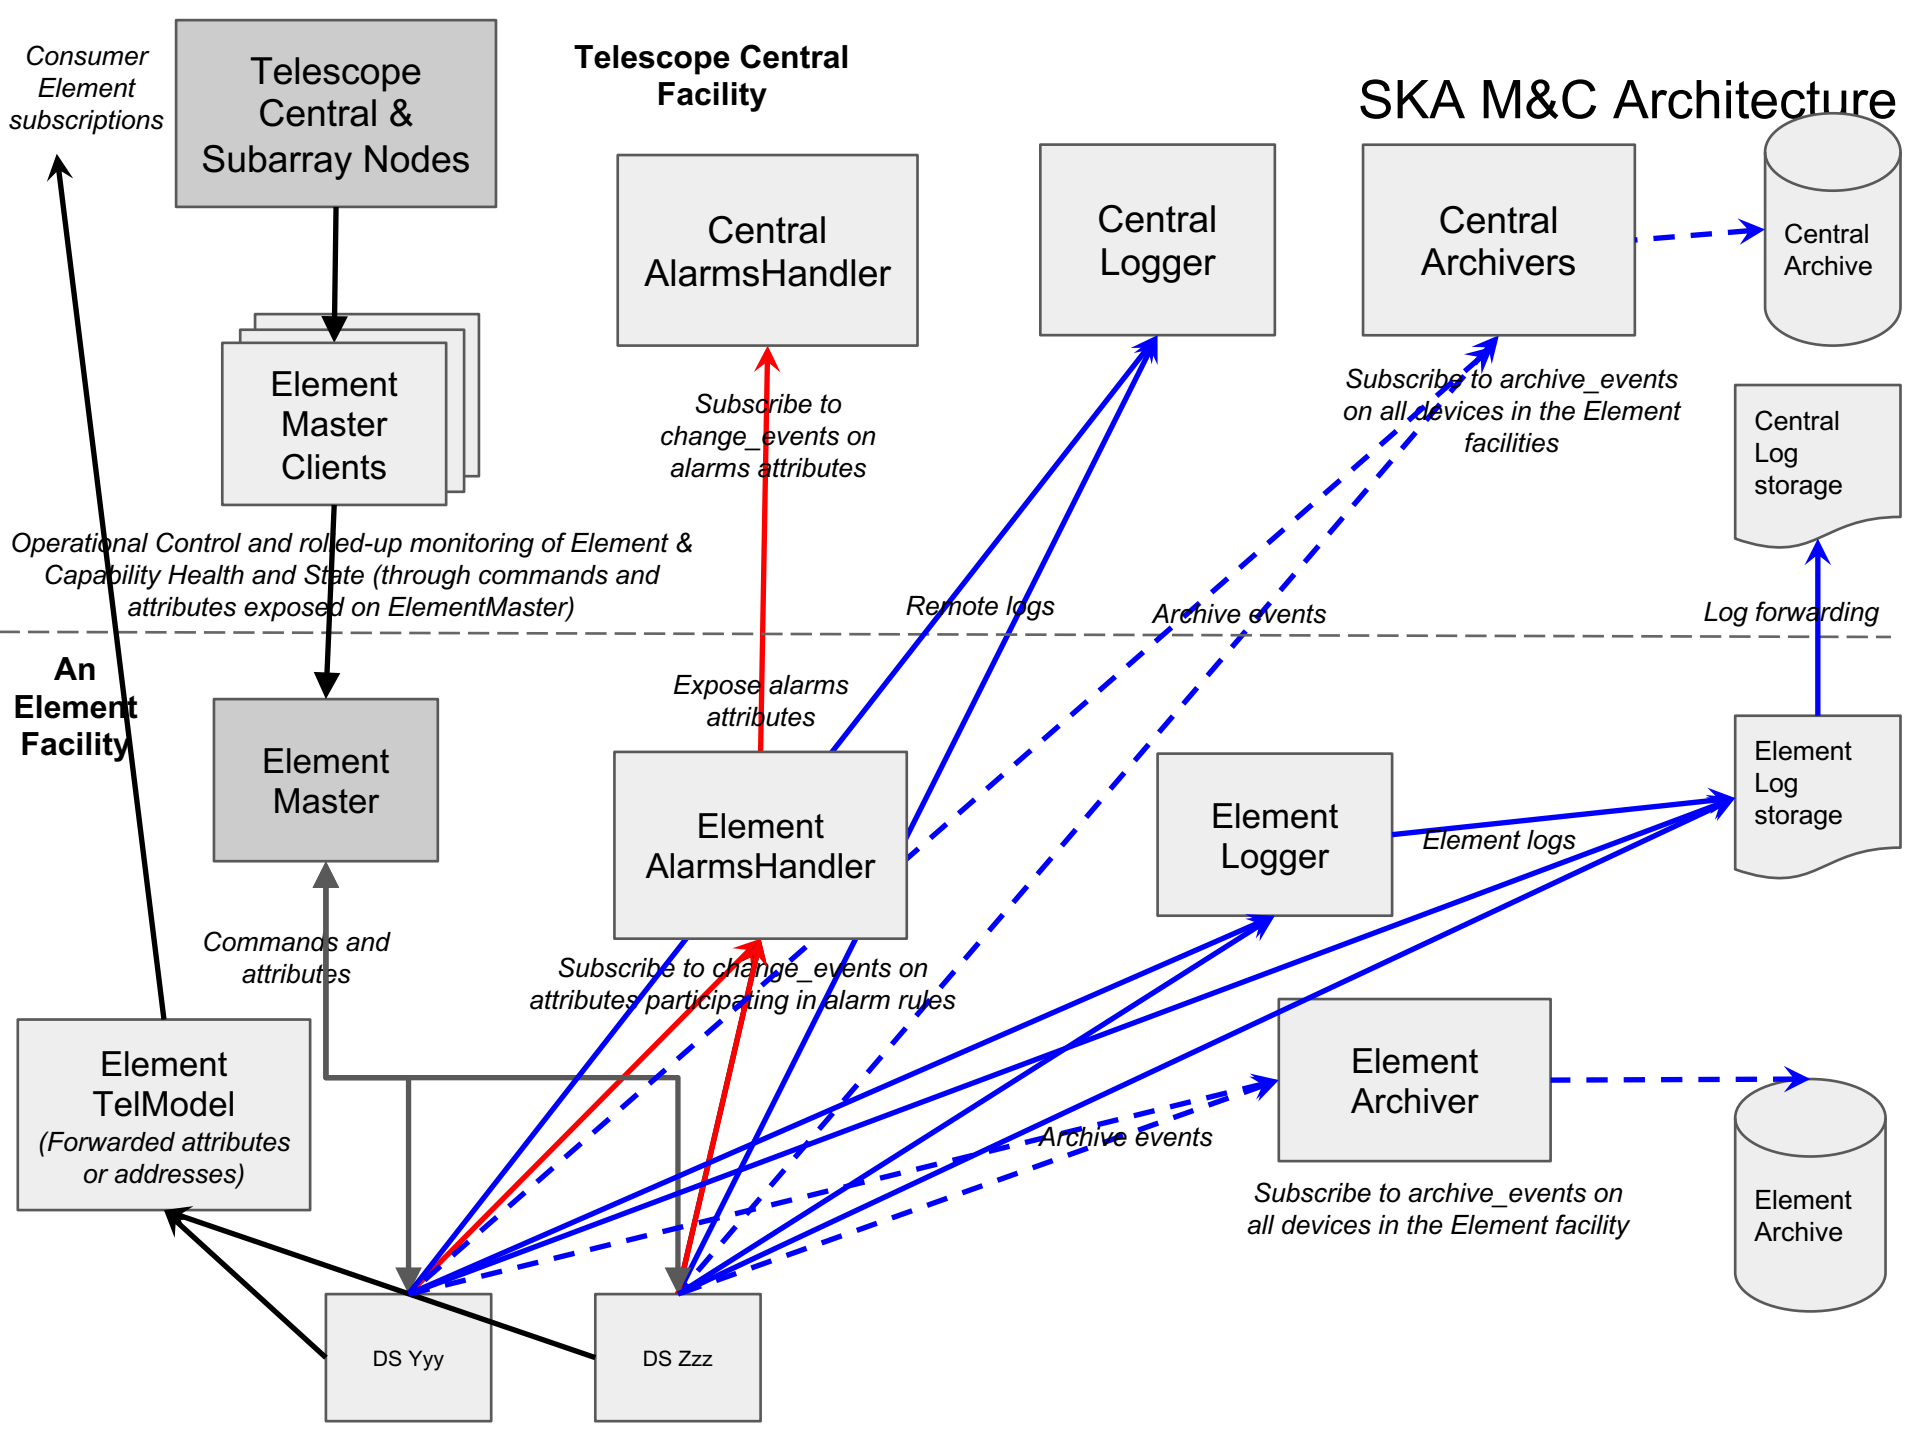 SKA M&C Architecture
Telescope Central
Facility
Consumer
Element
subscriptions
Telescope
Central &
Subarray Nodes
Central
AlarmsHandler
Central
Logger
Central
Archivers
Central
Archive
Element
Master
Clients
Subscribe to
change_events on
alarms attributes
Subscribe to archive_events
on all devices in the Element
facilities
Central
Log
storage
Operational Control and rolled-up monitoring of Element &
Capability Health and State (through commands and
attributes exposed on ElementMaster)
Remote logs
Archive events
Log forwarding
An
Element
Facility
Element
Master
Expose alarms
attributes
Element
AlarmsHandler
Element
Logger
Element logs
Element
Log
storage
Commands and
attributes
Subscribe to change_events on
attributes participating in alarm rules
Element
TelModel
(Forwarded attributes
or addresses)
Element
Archiver
Archive events
Subscribe to archive_events on
all devices in the Element facility
Element
Archive
DS Yyy
DS Zzz